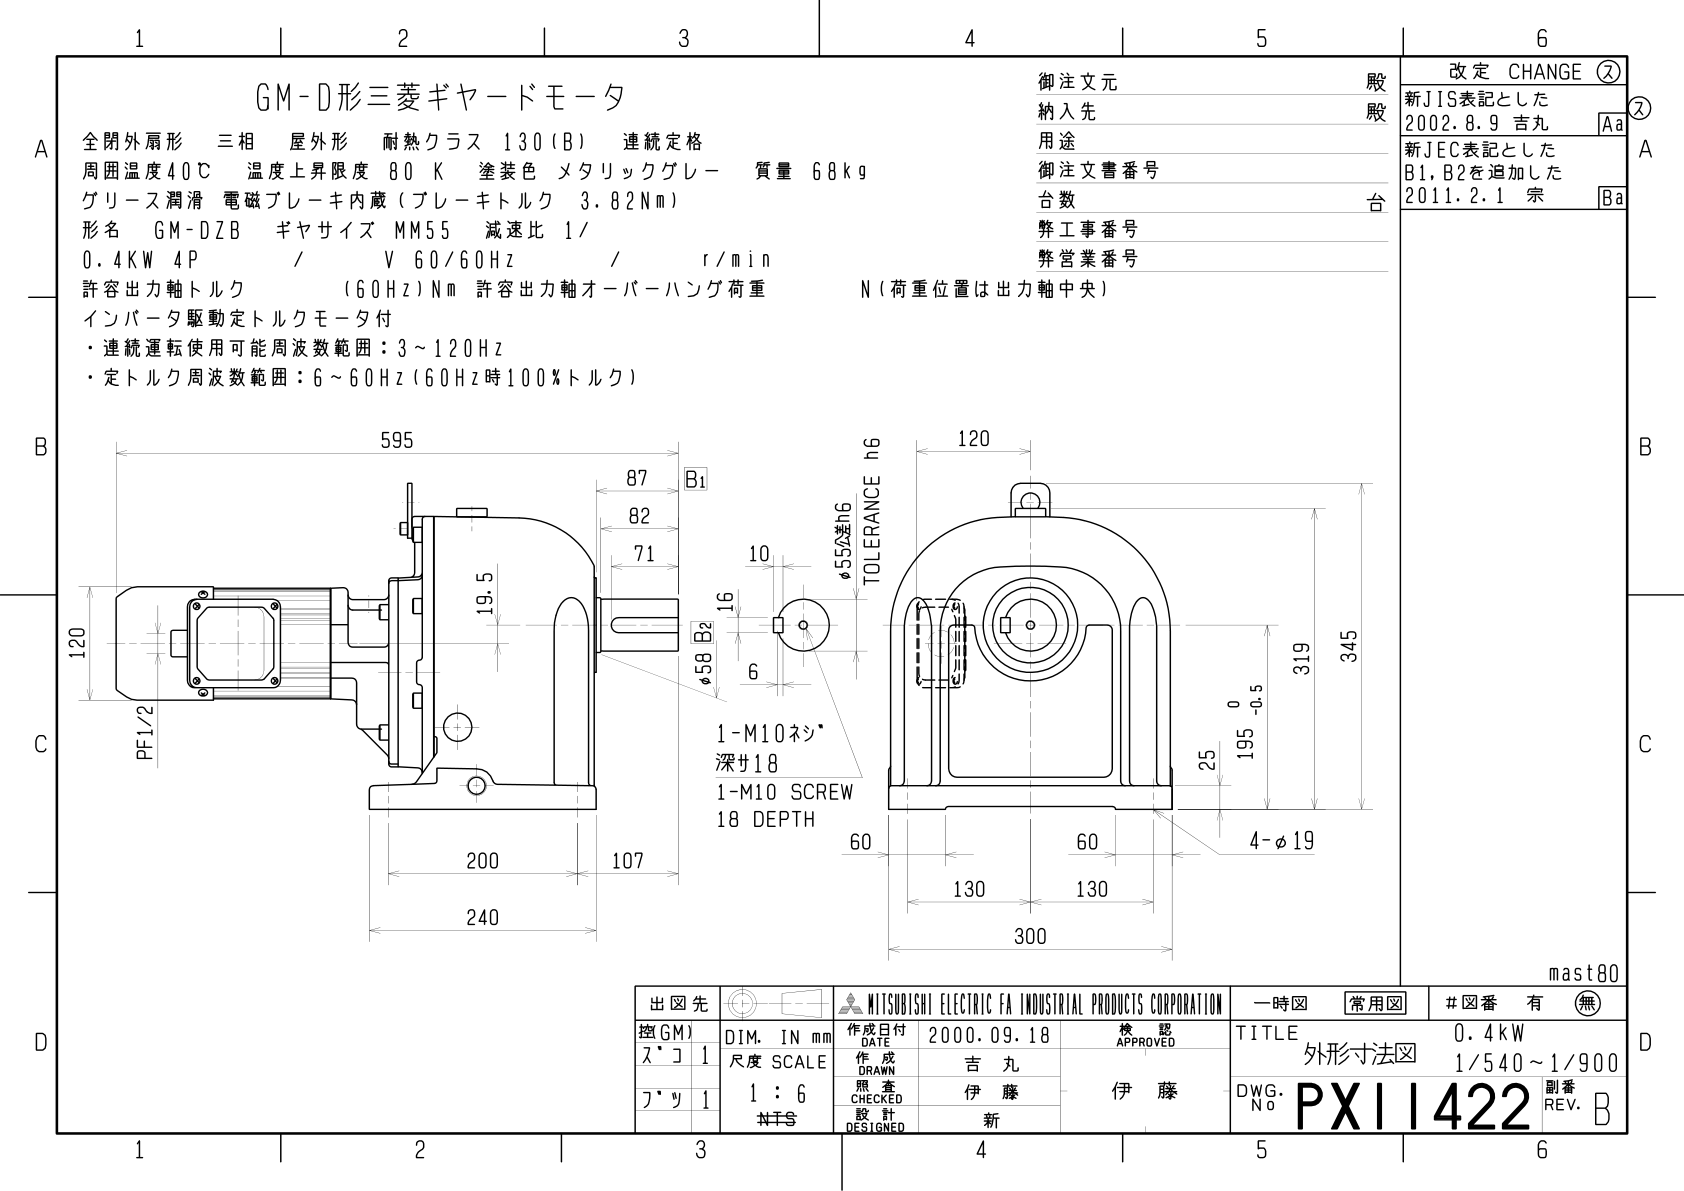 1 2 3 4 5 6
GM-D形三菱ギヤードモータ
全閉外扇形 三相 屋外形 耐熱クラス 130(B) 連続定格
周囲温度40℃ 温度上昇限度 80 K 塗装色 メタリックグレー 質量 68kg
グリース潤滑 電磁ブレーキ内蔵(ブレーキトルク 3.82Nm)
形名 GM-DZB ギヤサイズ MM55 減速比 1/
0.4KW 4P / V 60/60Hz / r/min
許容出力軸トルク (60Hz)Nm 許容出力軸オーバーハング荷重 N(荷重位置は出力軸中央)
インバータ駆動定トルクモータ付
・連続運転使用可能周波数範囲:3~120Hz
・定トルク周波数範囲:6~60Hz(60Hz時100%トルク)
御注文元 殿
納入先 殿
用途
御注文書番号
台数 台
弊工事番号
弊営業番号
改定 CHANGE ス
新JIS表記とした
2002.8.9 吉丸 Aa
新JEC表記とした
B1,B2を追加した
2011.2.1 宗 Ba
ス
A
A
B
B
C
C
D
D
595
87 B1
82
71
19.5
120
PF1/2
200
107
240
φ58 B2
10
16
6
φ55公差h6
TOLERANCE h6
1-M10ネジ
深サ18
1-M10 SCREW
18 DEPTH
120
345
319
195 0 -0.5
25
4-φ19
60
60
130
130
300
mast80
出図先
控(GM)
ズコ 1
ブツ 1
DIM. IN mm
尺度 SCALE
1 : 6
NTS
MITSUBISHI ELECTRIC FA INDUSTRIAL PRODUCTS CORPORATION
作成日付
DATE
2000.09.18
検 認
APPROVED
作 成
DRAWN
吉 丸
照 査
CHECKED
伊 藤
伊 藤
設 計
DESIGNED
新
一時図 常用図 #図番 有 無
TITLE
外形寸法図
0.4kW
1/540~1/900
DWG.
No
PX11422
副番
REV.
B
1 2 3 4 5 6